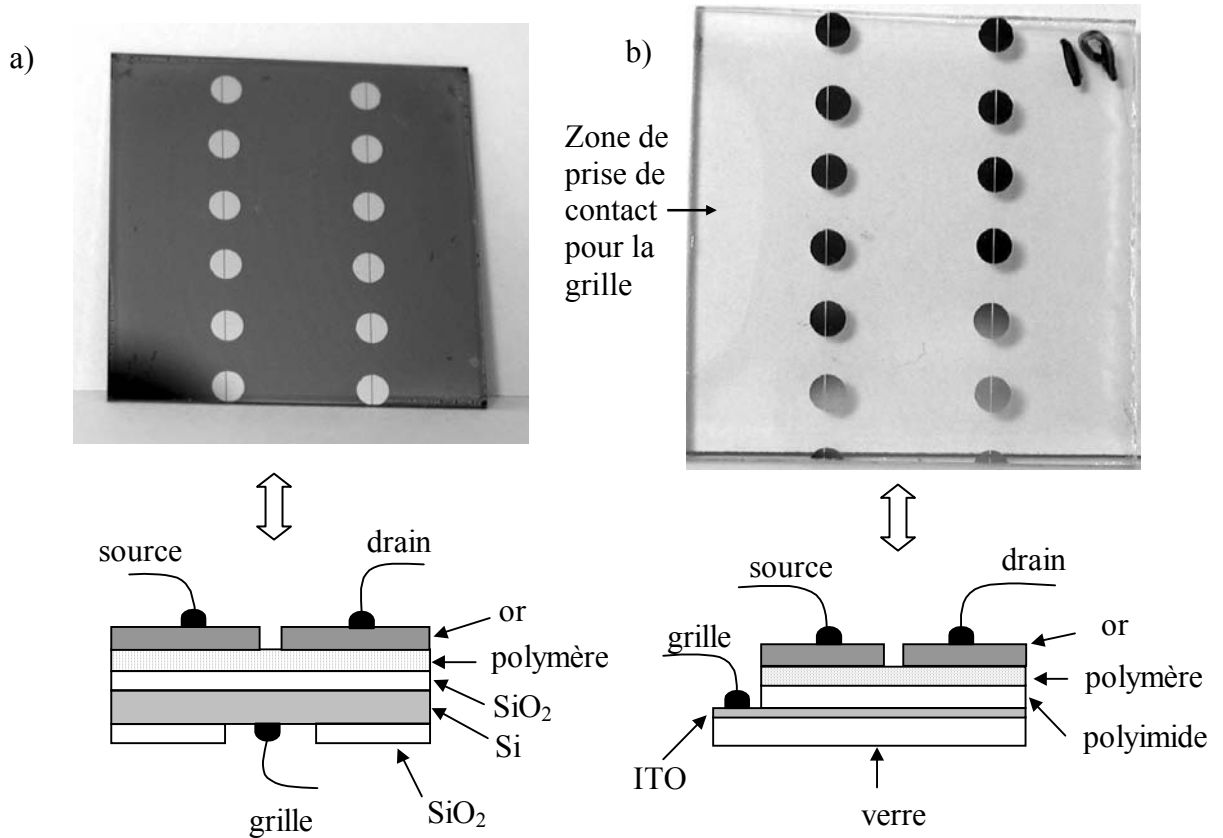 a)
b)
19
Zone de
prise de
contact
pour la
grille
source
drain
or
polymère
SiO₂
Si
SiO₂
grille
source
drain
grille
or
polymère
polyimide
ITO
verre